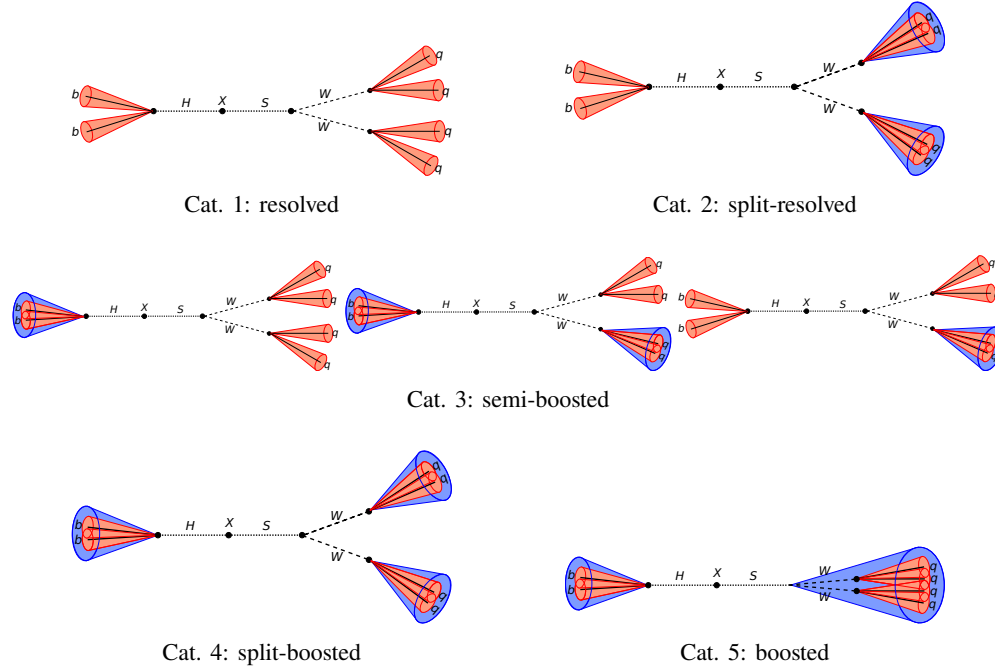 b b H X S W W q q q q
Cat. 1: resolved
b b H X S W W q q q q
Cat. 2: split-resolved
b b H X S W W q q q q
b b H X S W W q q q q
b b H X S W W q q q q
Cat. 3: semi-boosted
b b H X S W W q q q q
Cat. 4: split-boosted
b b H X S W W q q q q
Cat. 5: boosted